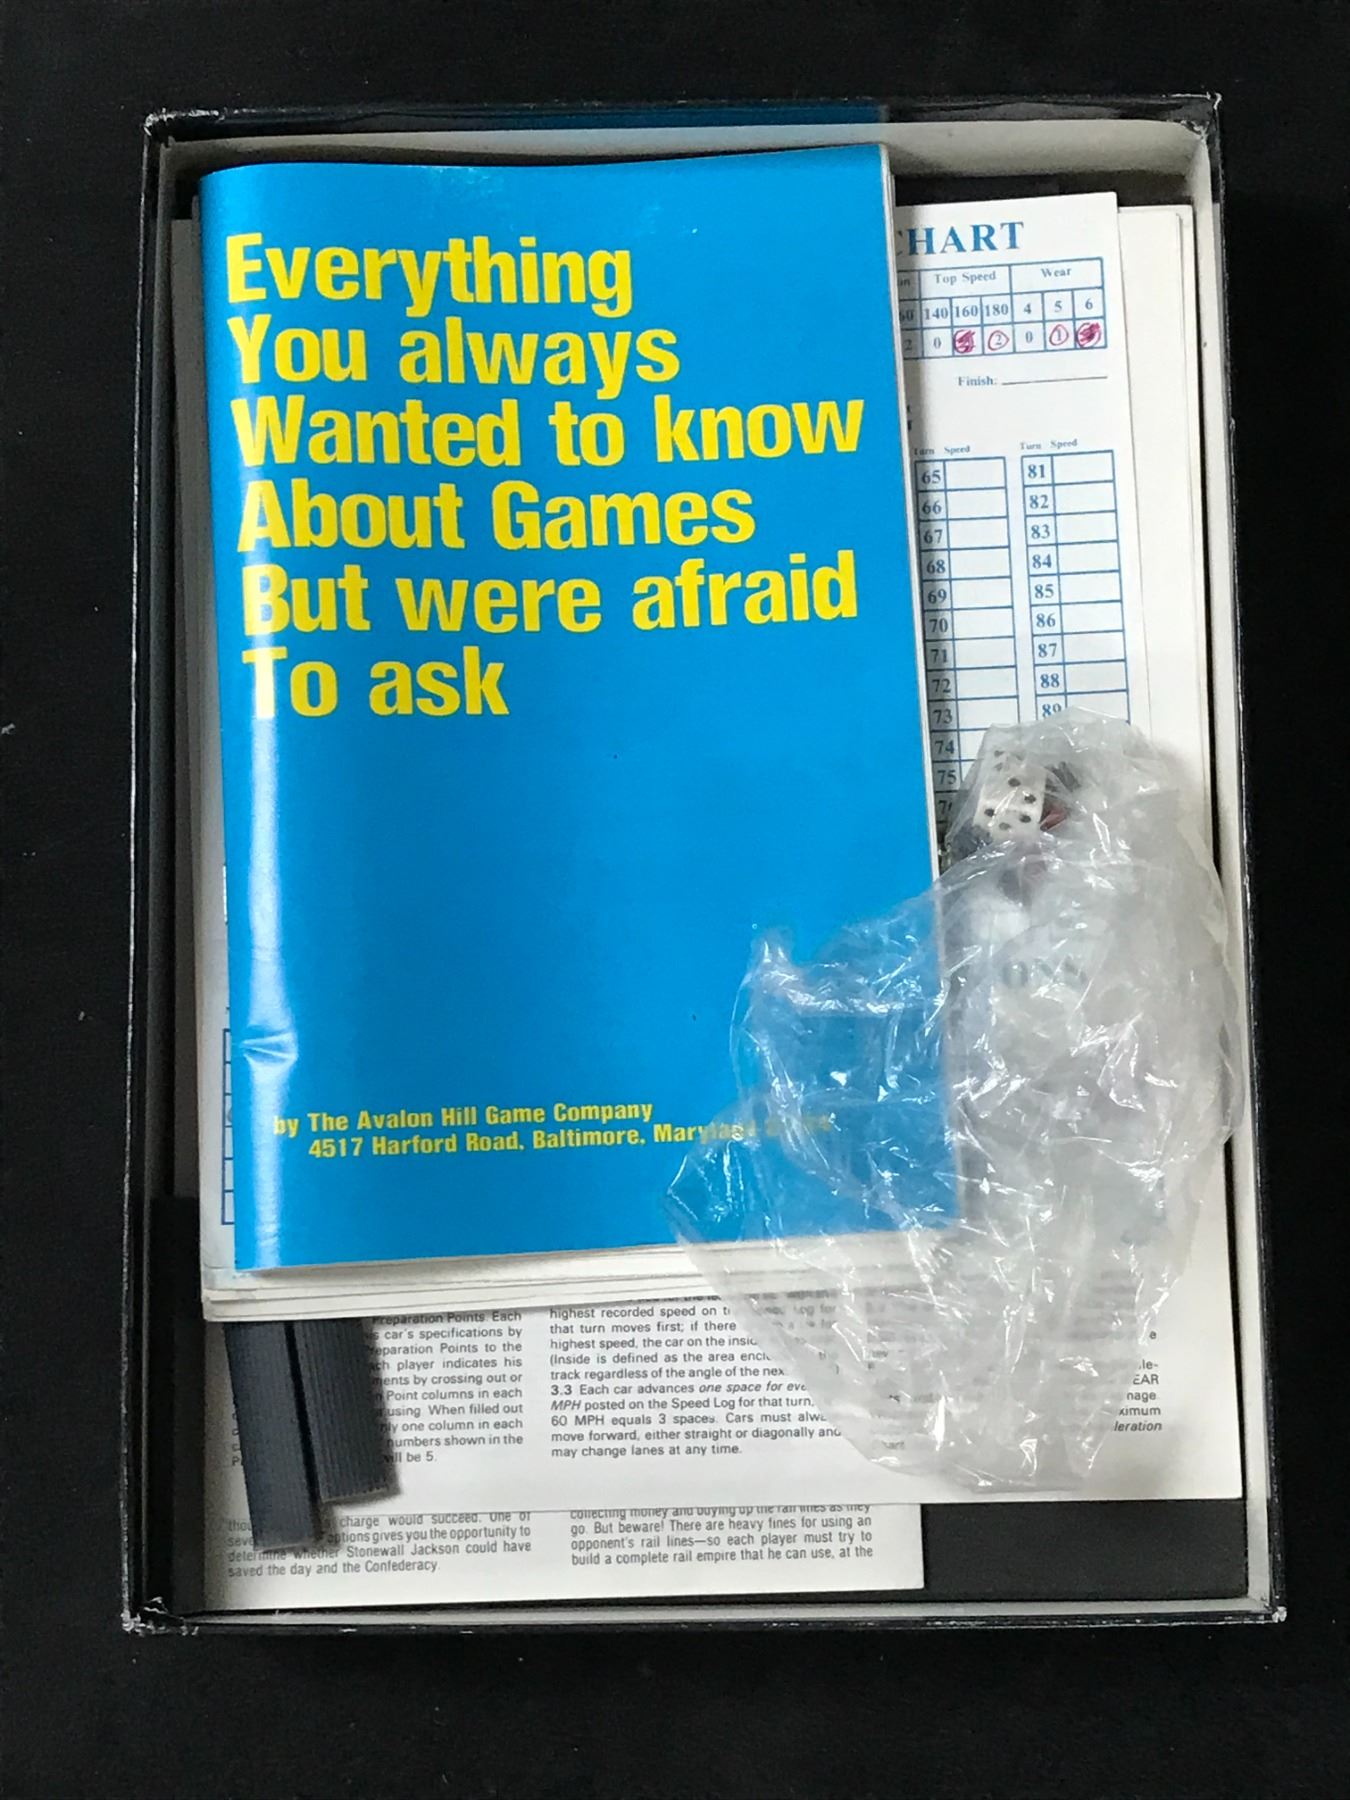 Everything
You always
Wanted to know
About Games
But were afraid
To ask
by The Avalon Hill Game Company
4517 Harford Road, Baltimore, Maryland
CHART
Top Speed Wear
140 160 180 4 5 6
2 0 2 0 1
Finish:
Turn Speed Turn Speed
65 81
66 82
67 83
68 84
69 85
70 86
71 87
72 88
73 89
74
75
Preparation Points. Each
car's specifications by
Preparation Points to the
each player indicates his
by crossing out or
Point columns in each
using. When filled out
only one column in each
numbers shown in the
will be 5.
highest recorded speed on
that turn moves first; if there
highest speed, the car on the
(Inside is defined as the area
track regardless of the angle of the
3.3 Each car advances one space for
MPH posted on the Speed Log for that turn,
60 MPH equals 3 spaces. Cars must
move forward, either straight or diagonally and
may change lanes at any time.
charge would succeed. One of
options gives you the opportunity to
determine whether Stonewall Jackson could have
saved the day and the Confederacy.
collecting money and buying up the rail lines as they
go. But beware! There are heavy fines for using an
opponent's rail lines—so each player must try to
build a complete rail empire that he can use, at the